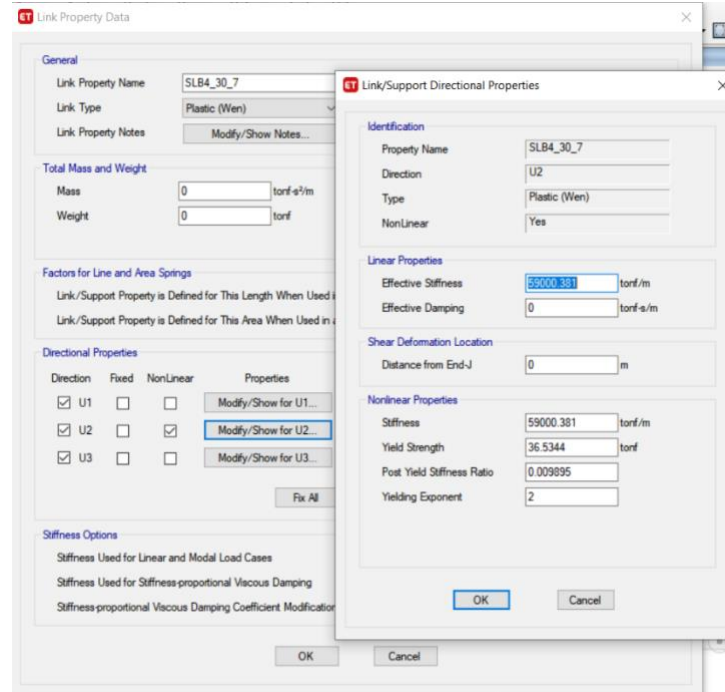 ET Link Property Data
General
Link Property Name SLB4_30_7
Link Type Plastic (Wen)
Link Property Notes Modify/Show Notes...
Total Mass and Weight
Mass 0 tonf-s²/m
Weight 0 tonf
Factors for Line and Area Springs
Link/Support Property is Defined for This Length When Used i
Link/Support Property is Defined for This Area When Used in a
Directional Properties
Direction Fixed NonLinear Properties
U1 Modify/Show for U1...
U2 Modify/Show for U2...
U3 Modify/Show for U3...
Fix All
Stiffness Options
Stiffness Used for Linear and Modal Load Cases
Stiffness Used for Stiffness-proportional Viscous Damping
Stiffness-proportional Viscous Damping Coefficient Modification
OK Cancel
ET Link/Support Directional Properties
Identification
Property Name SLB4_30_7
Direction U2
Type Plastic (Wen)
NonLinear Yes
Linear Properties
Effective Stiffness 59000.381 tonf/m
Effective Damping 0 tonf-s/m
Shear Deformation Location
Distance from End-J 0 m
Nonlinear Properties
Stiffness 59000.381 tonf/m
Yield Strength 36.5344 tonf
Post Yield Stiffness Ratio 0.009895
Yielding Exponent 2
OK Cancel